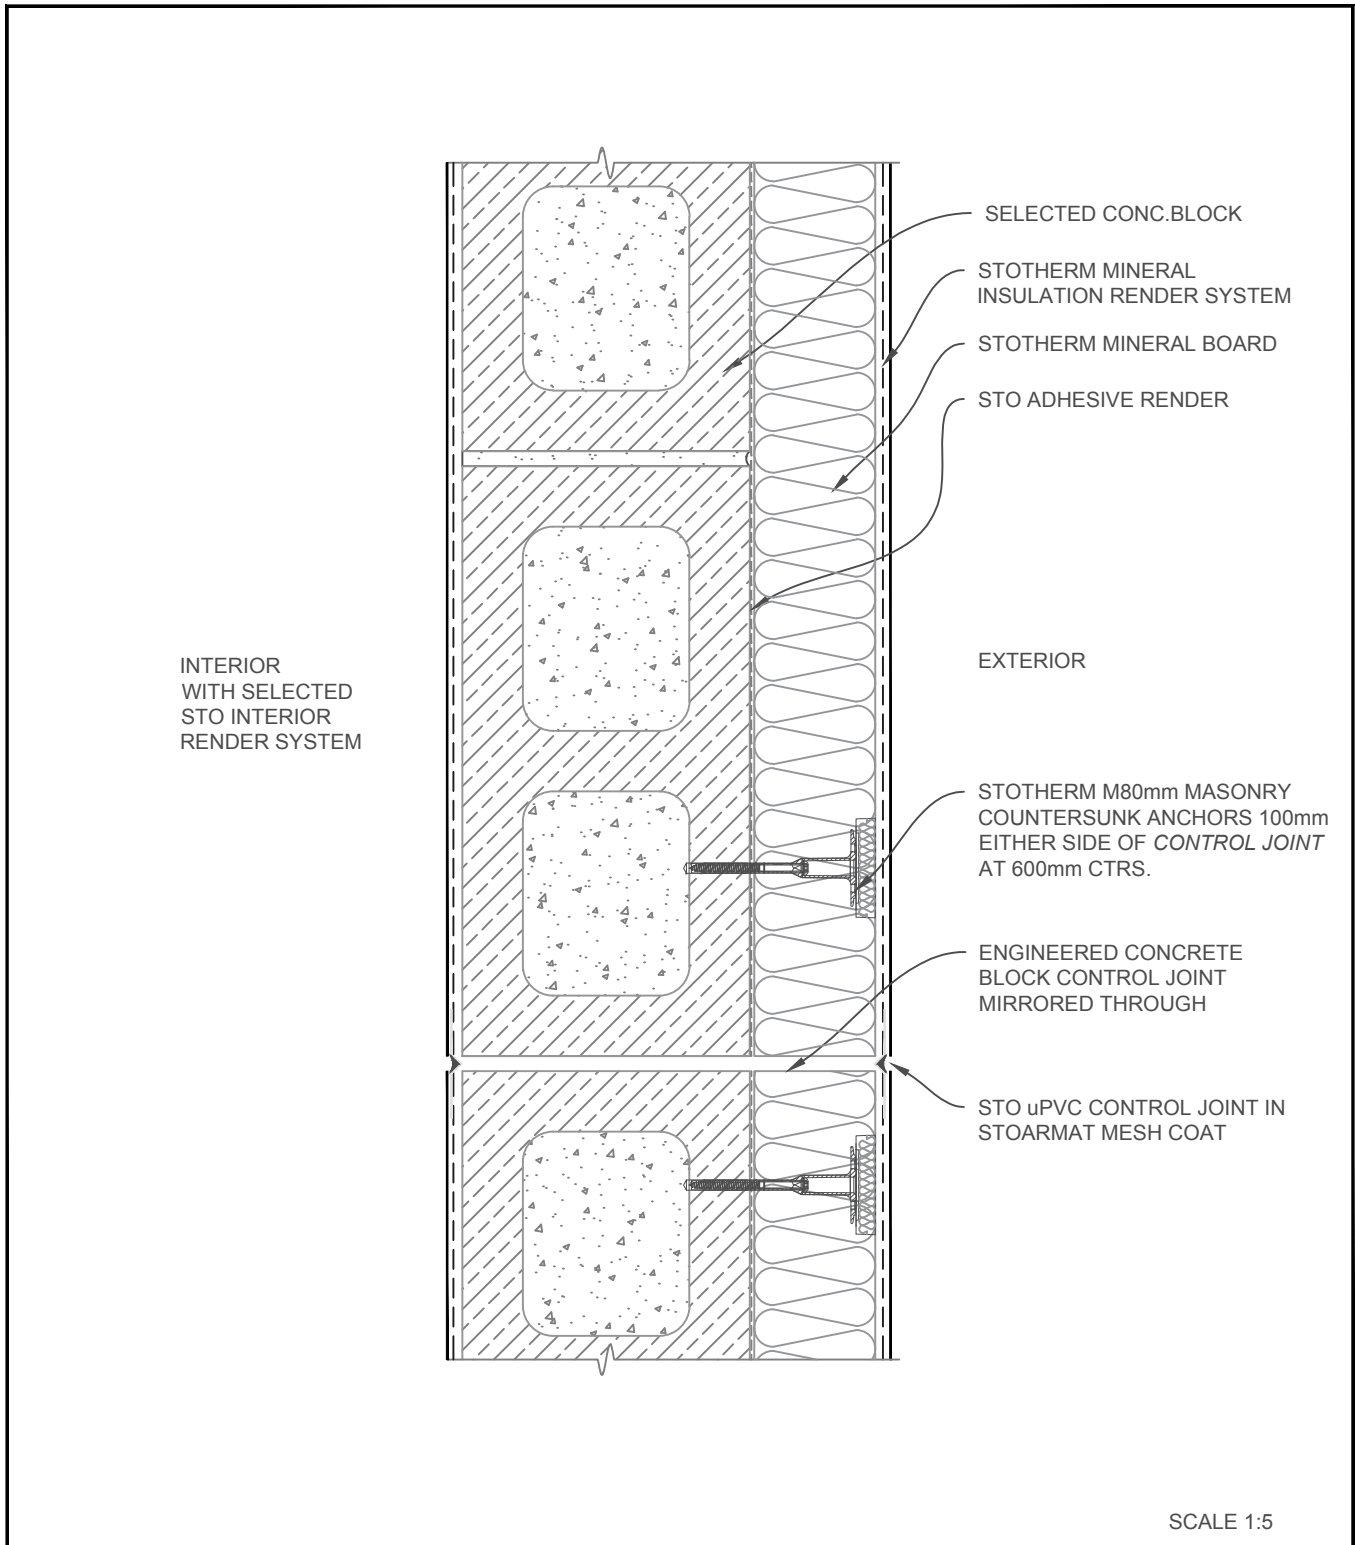 SELECTED CONC.BLOCK
STOTHERM MINERAL
INSULATION RENDER SYSTEM
STOTHERM MINERAL BOARD
STO ADHESIVE RENDER
INTERIOR
WITH SELECTED
STO INTERIOR
RENDER SYSTEM
EXTERIOR
STOTHERM M80mm MASONRY
COUNTERSUNK ANCHORS 100mm
EITHER SIDE OF CONTROL JOINT
AT 600mm CTRS.
ENGINEERED CONCRETE
BLOCK CONTROL JOINT
MIRRORED THROUGH
STO uPVC CONTROL JOINT IN
STOARMAT MESH COAT
SCALE 1:5